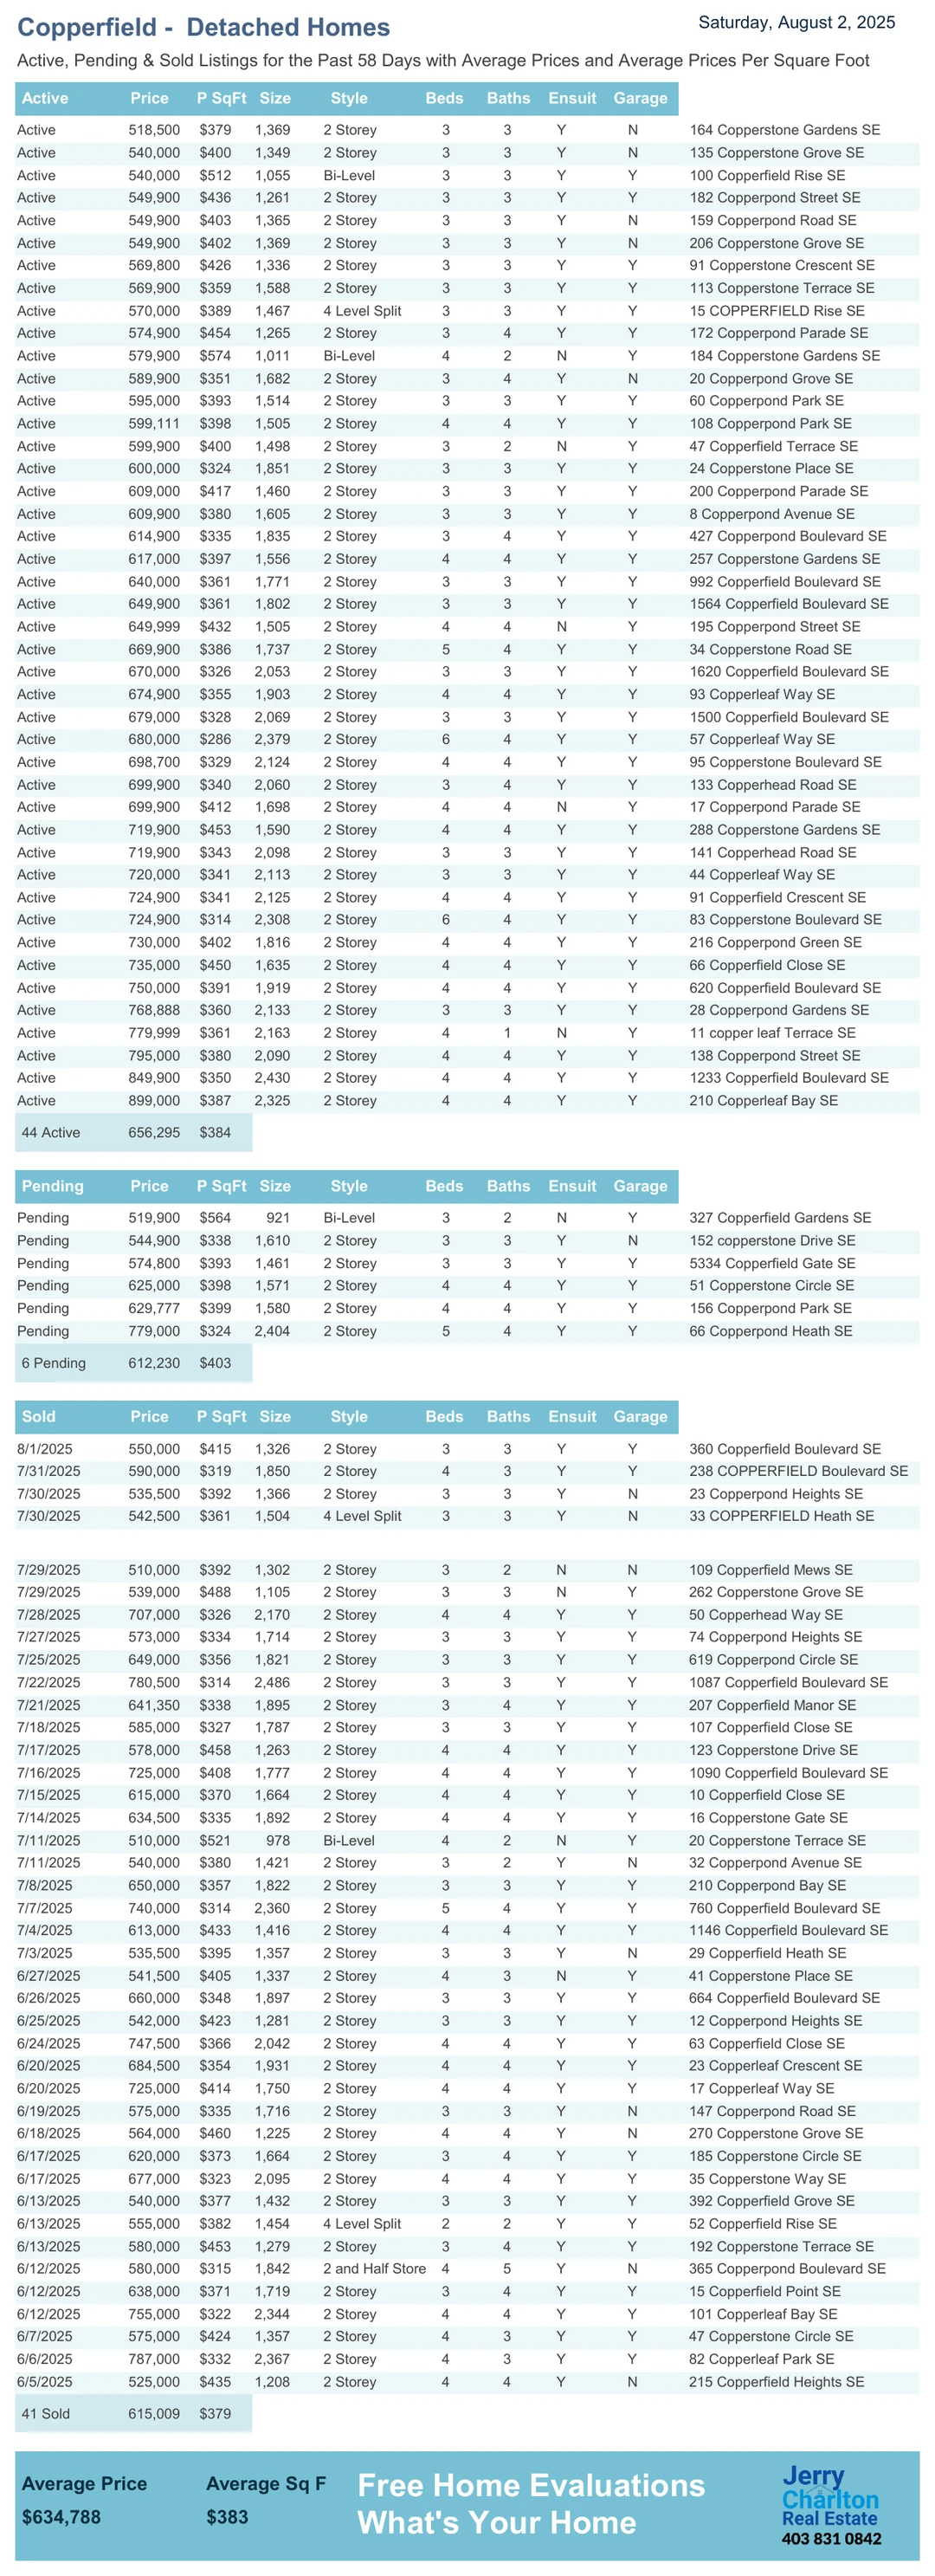 Copperfield - Detached Homes Saturday, August 2, 2025
Active, Pending & Sold Listings for the Past 58 Days with Average Prices and Average Prices Per Square Foot
Active Price P SqFt Size Style Beds Baths Ensuit Garage
Active 518,500 $379 1,369 2 Storey 3 3 Y N 164 Copperstone Gardens SE
Active 540,000 $400 1,349 2 Storey 3 3 Y N 135 Copperstone Grove SE
Active 540,000 $512 1,055 Bi-Level 3 3 Y Y 100 Copperfield Rise SE
Active 549,900 $436 1,261 2 Storey 3 3 Y Y 182 Copperpond Street SE
Active 549,900 $403 1,365 2 Storey 3 3 Y N 159 Copperpond Road SE
Active 549,900 $402 1,369 2 Storey 3 3 Y N 206 Copperstone Grove SE
Active 569,800 $426 1,336 2 Storey 3 3 Y Y 91 Copperstone Crescent SE
Active 569,900 $359 1,588 2 Storey 3 3 Y Y 113 Copperstone Terrace SE
Active 570,000 $389 1,467 4 Level Split 3 3 Y Y 15 COPPERFIELD Rise SE
Active 574,900 $454 1,265 2 Storey 3 4 Y Y 172 Copperpond Parade SE
Active 579,900 $574 1,011 Bi-Level 4 2 N Y 184 Copperstone Gardens SE
Active 589,900 $351 1,682 2 Storey 3 4 Y N 20 Copperpond Grove SE
Active 595,000 $393 1,514 2 Storey 3 3 Y Y 60 Copperpond Park SE
Active 599,111 $398 1,505 2 Storey 4 4 Y Y 108 Copperpond Park SE
Active 599,900 $400 1,498 2 Storey 3 2 N Y 47 Copperfield Terrace SE
Active 600,000 $324 1,851 2 Storey 3 3 Y Y 24 Copperstone Place SE
Active 609,000 $417 1,460 2 Storey 3 3 Y Y 200 Copperpond Parade SE
Active 609,900 $380 1,605 2 Storey 3 3 Y Y 8 Copperpond Avenue SE
Active 614,900 $335 1,835 2 Storey 3 4 Y Y 427 Copperpond Boulevard SE
Active 617,000 $397 1,556 2 Storey 4 4 Y Y 257 Copperstone Gardens SE
Active 640,000 $361 1,771 2 Storey 3 3 Y Y 992 Copperfield Boulevard SE
Active 649,900 $361 1,802 2 Storey 3 3 Y Y 1564 Copperfield Boulevard SE
Active 649,999 $432 1,505 2 Storey 4 4 N Y 195 Copperpond Street SE
Active 669,900 $386 1,737 2 Storey 5 4 Y Y 34 Copperstone Road SE
Active 670,000 $326 2,053 2 Storey 3 3 Y Y 1620 Copperfield Boulevard SE
Active 674,900 $355 1,903 2 Storey 4 4 Y Y 93 Copperleaf Way SE
Active 679,000 $328 2,069 2 Storey 3 3 Y Y 1500 Copperfield Boulevard SE
Active 680,000 $286 2,379 2 Storey 6 4 Y Y 57 Copperleaf Way SE
Active 698,700 $329 2,124 2 Storey 4 4 Y Y 95 Copperstone Boulevard SE
Active 699,900 $340 2,060 2 Storey 3 4 Y Y 133 Copperhead Road SE
Active 699,900 $412 1,698 2 Storey 4 4 N Y 17 Copperpond Parade SE
Active 719,900 $453 1,590 2 Storey 4 4 Y Y 288 Copperstone Gardens SE
Active 719,900 $343 2,098 2 Storey 3 3 Y Y 141 Copperhead Road SE
Active 720,000 $341 2,113 2 Storey 3 3 Y Y 44 Copperleaf Way SE
Active 724,900 $341 2,125 2 Storey 4 4 Y Y 91 Copperfield Crescent SE
Active 724,900 $314 2,308 2 Storey 6 4 Y Y 83 Copperstone Boulevard SE
Active 730,000 $402 1,816 2 Storey 4 4 Y Y 216 Copperpond Green SE
Active 735,000 $450 1,635 2 Storey 4 4 Y Y 66 Copperfield Close SE
Active 750,000 $391 1,919 2 Storey 4 4 Y Y 620 Copperfield Boulevard SE
Active 768,888 $360 2,133 2 Storey 3 3 Y Y 28 Copperpond Gardens SE
Active 779,999 $361 2,163 2 Storey 4 1 N Y 11 copper leaf Terrace SE
Active 795,000 $380 2,090 2 Storey 4 4 Y Y 138 Copperpond Street SE
Active 849,900 $350 2,430 2 Storey 4 4 Y Y 1233 Copperfield Boulevard SE
Active 899,000 $387 2,325 2 Storey 4 4 Y Y 210 Copperleaf Bay SE
44 Active 656,295 $384
Pending Price P SqFt Size Style Beds Baths Ensuit Garage
Pending 519,900 $564 921 Bi-Level 3 2 N Y 327 Copperfield Gardens SE
Pending 544,900 $338 1,610 2 Storey 3 3 Y N 152 copperstone Drive SE
Pending 574,800 $393 1,461 2 Storey 3 3 Y Y 5334 Copperfield Gate SE
Pending 625,000 $398 1,571 2 Storey 4 4 Y Y 51 Copperstone Circle SE
Pending 629,777 $399 1,580 2 Storey 4 4 Y Y 156 Copperpond Park SE
Pending 779,000 $324 2,404 2 Storey 5 4 Y Y 66 Copperpond Heath SE
6 Pending 612,230 $403
Sold Price P SqFt Size Style Beds Baths Ensuit Garage
8/1/2025 550,000 $415 1,326 2 Storey 3 3 Y Y 360 Copperfield Boulevard SE
7/31/2025 590,000 $319 1,850 2 Storey 4 3 Y Y 238 COPPERFIELD Boulevard SE
7/30/2025 535,500 $392 1,366 2 Storey 3 3 Y N 23 Copperpond Heights SE
7/30/2025 542,500 $361 1,504 4 Level Split 3 3 Y N 33 COPPERFIELD Heath SE
7/29/2025 510,000 $392 1,302 2 Storey 3 2 N N 109 Copperfield Mews SE
7/29/2025 539,000 $488 1,105 2 Storey 3 3 N Y 262 Copperstone Grove SE
7/28/2025 707,000 $326 2,170 2 Storey 4 4 Y Y 50 Copperhead Way SE
7/27/2025 573,000 $334 1,714 2 Storey 3 3 Y Y 74 Copperpond Heights SE
7/25/2025 649,000 $356 1,821 2 Storey 3 3 Y Y 619 Copperpond Circle SE
7/22/2025 780,500 $314 2,486 2 Storey 3 3 Y Y 1087 Copperfield Boulevard SE
7/21/2025 641,350 $338 1,895 2 Storey 3 4 Y Y 207 Copperfield Manor SE
7/18/2025 585,000 $327 1,787 2 Storey 3 3 Y Y 107 Copperfield Close SE
7/17/2025 578,000 $458 1,263 2 Storey 4 4 Y Y 123 Copperstone Drive SE
7/16/2025 725,000 $408 1,777 2 Storey 4 4 Y Y 1090 Copperfield Boulevard SE
7/15/2025 615,000 $370 1,664 2 Storey 4 4 Y Y 10 Copperfield Close SE
7/14/2025 634,500 $335 1,892 2 Storey 4 4 Y Y 16 Copperstone Gate SE
7/11/2025 510,000 $521 978 Bi-Level 4 2 N Y 20 Copperstone Terrace SE
7/11/2025 540,000 $380 1,421 2 Storey 3 2 Y N 32 Copperpond Avenue SE
7/8/2025 650,000 $357 1,822 2 Storey 3 3 Y Y 210 Copperpond Bay SE
7/7/2025 740,000 $314 2,360 2 Storey 5 4 Y Y 760 Copperfield Boulevard SE
7/4/2025 613,000 $433 1,416 2 Storey 4 4 Y Y 1146 Copperfield Boulevard SE
7/3/2025 535,500 $395 1,357 2 Storey 3 3 Y N 29 Copperfield Heath SE
6/27/2025 541,500 $405 1,337 2 Storey 4 3 N Y 41 Copperstone Place SE
6/26/2025 660,000 $348 1,897 2 Storey 3 3 Y Y 664 Copperfield Boulevard SE
6/25/2025 542,000 $423 1,281 2 Storey 3 3 Y Y 12 Copperpond Heights SE
6/24/2025 747,500 $366 2,042 2 Storey 4 4 Y Y 63 Copperfield Close SE
6/20/2025 684,500 $354 1,931 2 Storey 4 4 Y Y 23 Copperleaf Crescent SE
6/20/2025 725,000 $414 1,750 2 Storey 4 4 Y Y 17 Copperleaf Way SE
6/19/2025 575,000 $335 1,716 2 Storey 3 3 Y N 147 Copperpond Road SE
6/18/2025 564,000 $460 1,225 2 Storey 4 4 Y N 270 Copperstone Grove SE
6/17/2025 620,000 $373 1,664 2 Storey 3 4 Y Y 185 Copperstone Circle SE
6/17/2025 677,000 $323 2,095 2 Storey 4 4 Y Y 35 Copperstone Way SE
6/13/2025 540,000 $377 1,432 2 Storey 3 3 Y Y 392 Copperfield Grove SE
6/13/2025 555,000 $382 1,454 4 Level Split 2 2 Y Y 52 Copperfield Rise SE
6/13/2025 580,000 $453 1,279 2 Storey 3 4 Y Y 192 Copperstone Terrace SE
6/12/2025 580,000 $315 1,842 2 and Half Store 4 5 Y N 365 Copperpond Boulevard SE
6/12/2025 638,000 $371 1,719 2 Storey 3 4 Y Y 15 Copperfield Point SE
6/12/2025 755,000 $322 2,344 2 Storey 4 4 Y Y 101 Copperleaf Bay SE
6/7/2025 575,000 $424 1,357 2 Storey 4 3 Y Y 47 Copperstone Circle SE
6/6/2025 787,000 $332 2,367 2 Storey 4 3 Y Y 82 Copperleaf Park SE
6/5/2025 525,000 $435 1,208 2 Storey 4 4 Y N 215 Copperfield Heights SE
41 Sold 615,009 $379
Average Price Average Sq F Free Home Evaluations
$634,788 $383 What's Your Home
Jerry
Charlton
Real Estate
403 831 0842